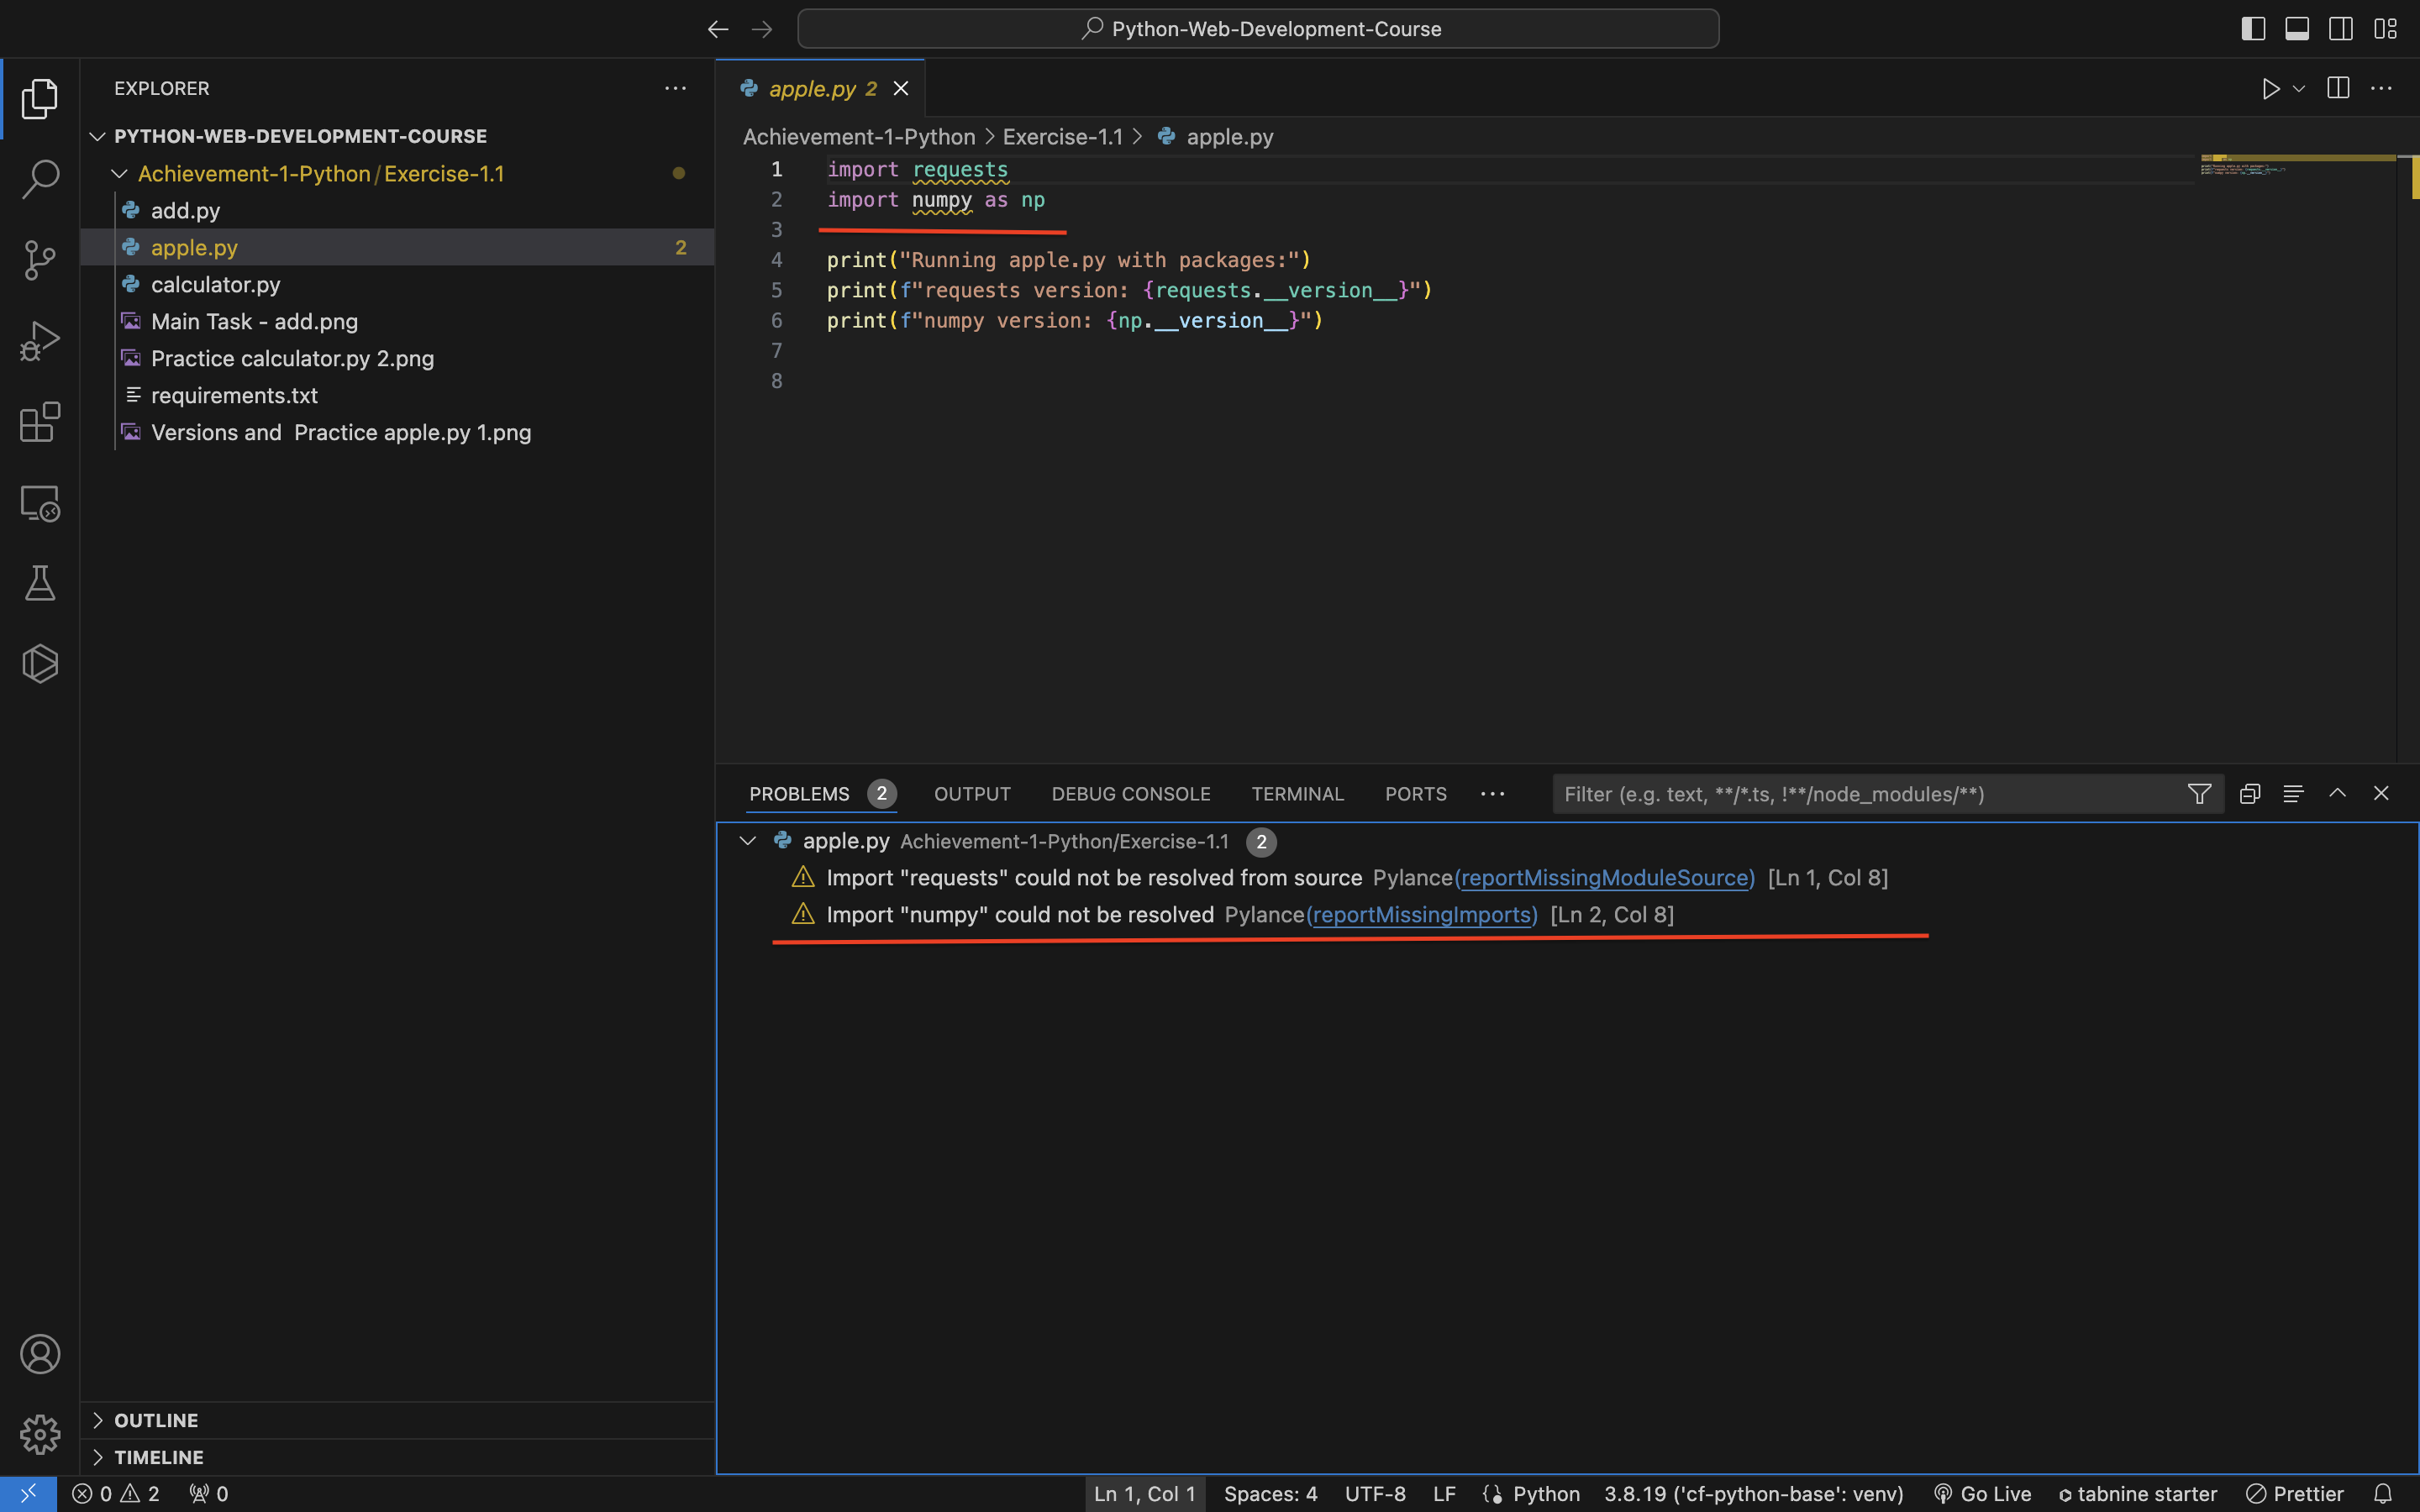 Python-Web-Development-Course
EXPLORER
PYTHON-WEB-DEVELOPMENT-COURSE
Achievement-1-Python/Exercise-1.1
add.py
apple.py 2
calculator.py
Main Task - add.png
Practice calculator.py 2.png
requirements.txt
Versions and  Practice apple.py 1.png
OUTLINE
TIMELINE
apple.py 2
Achievement-1-Python > Exercise-1.1 > apple.py
1 import requests
2 import numpy as np
3
4 print("Running apple.py with packages:")
5 print(f"requests version: {requests.__version__}")
6 print(f"numpy version: {np.__version__}")
7
8
PROBLEMS 2 OUTPUT DEBUG CONSOLE TERMINAL PORTS Filter (e.g. text, **/*.ts, !**/node_modules/**)
apple.py Achievement-1-Python/Exercise-1.1 2
Import "requests" could not be resolved from source Pylance(reportMissingModuleSource) [Ln 1, Col 8]
Import "numpy" could not be resolved Pylance(reportMissingImports) [Ln 2, Col 8]
0 2 0 Ln 1, Col 1 Spaces: 4 UTF-8 LF Python 3.8.19 ('cf-python-base': venv) Go Live tabnine starter Prettier